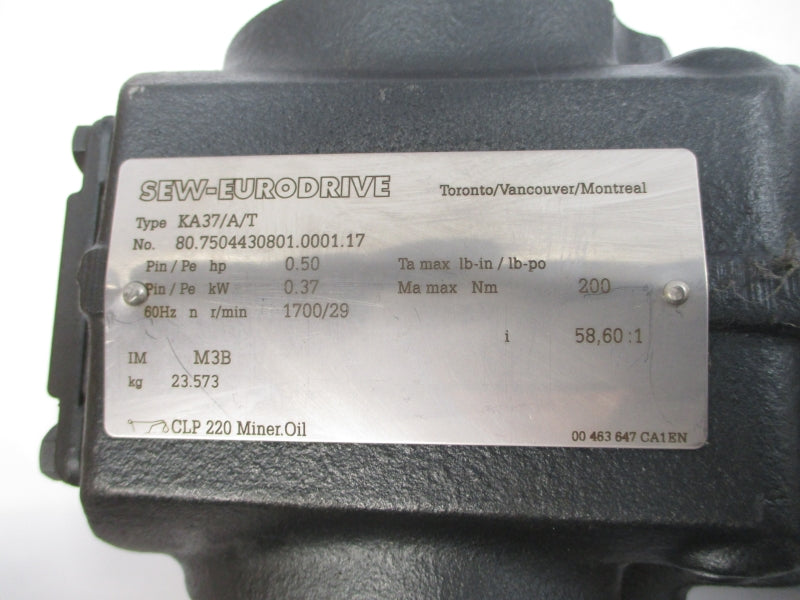 SEW-EURODRIVE Toronto/Vancouver/Montreal
Type KA37/A/T
No. 80.7504430801.0001.17
Pin / Pe hp 0.50 Ta max lb-in / lb-po
Pin / Pe kW 0.37 Ma max Nm 200
60Hz n r/min 1700/29
i 58,60 :1
IM M3B
kg 23.573
CLP 220 Miner.Oil 00 463 647 CA1EN